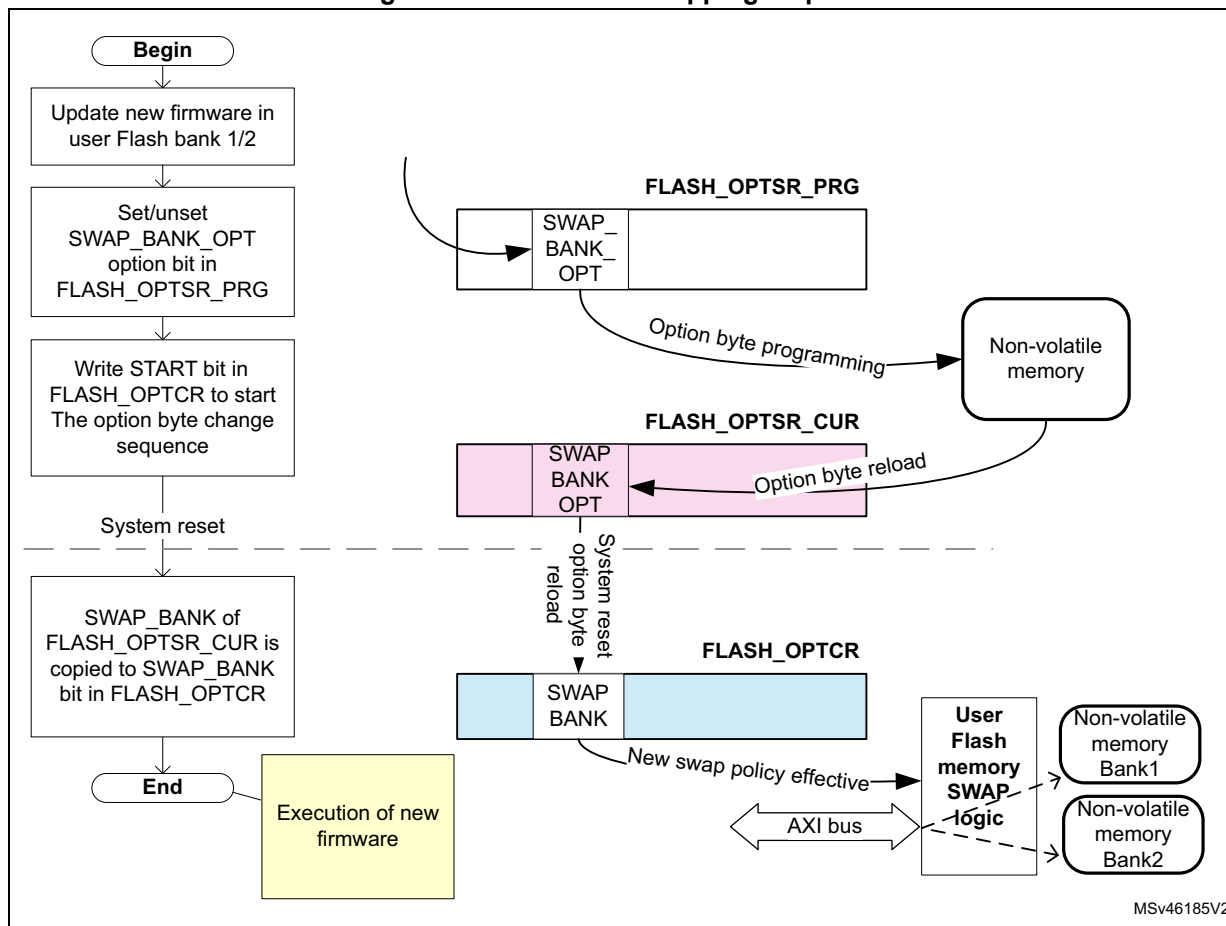 Begin
Update new firmware in
user Flash bank 1/2
Set/unset
SWAP_BANK_OPT
option bit in
FLASH_OPTSR_PRG
Write START bit in
FLASH_OPTCR to start
The option byte change
sequence
System reset
SWAP_BANK of
FLASH_OPTSR_CUR is
copied to SWAP_BANK
bit in FLASH_OPTCR
End
Execution of new
firmware
FLASH_OPTSR_PRG
SWAP_
BANK_
OPT
Option byte programming
Non-volatile
memory
FLASH_OPTSR_CUR
SWAP
BANK
OPT
Option byte reload
System reset
option byte
reload
FLASH_OPTCR
SWAP
BANK
New swap policy effective
AXI bus
User
Flash
memory
SWAP
logic
Non-volatile
memory
Bank1
Non-volatile
memory
Bank2
MSv46185V2